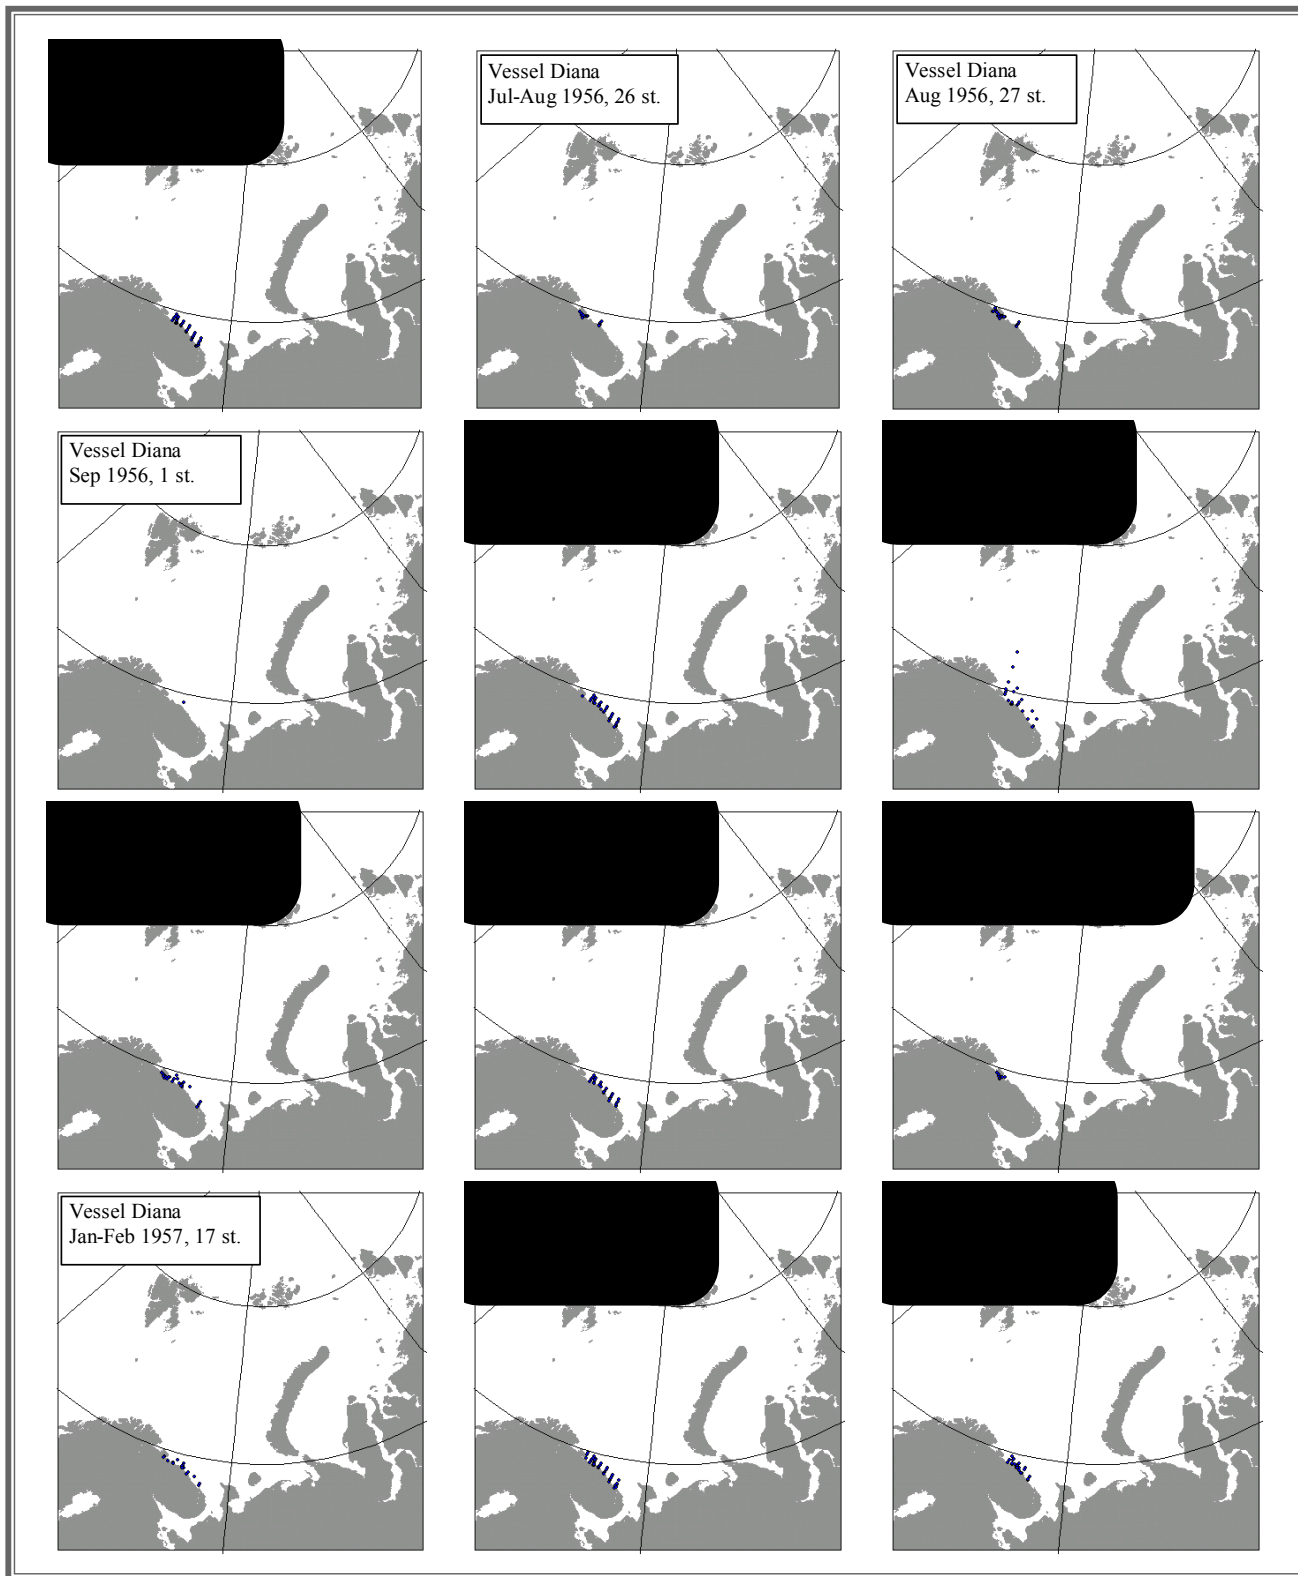 Vessel Diana
Jul-Aug 1956, 26 st.
Vessel Diana
Aug 1956, 27 st.
Vessel Diana
Sep 1956, 1 st.
Vessel Diana
Jan-Feb 1957, 17 st.